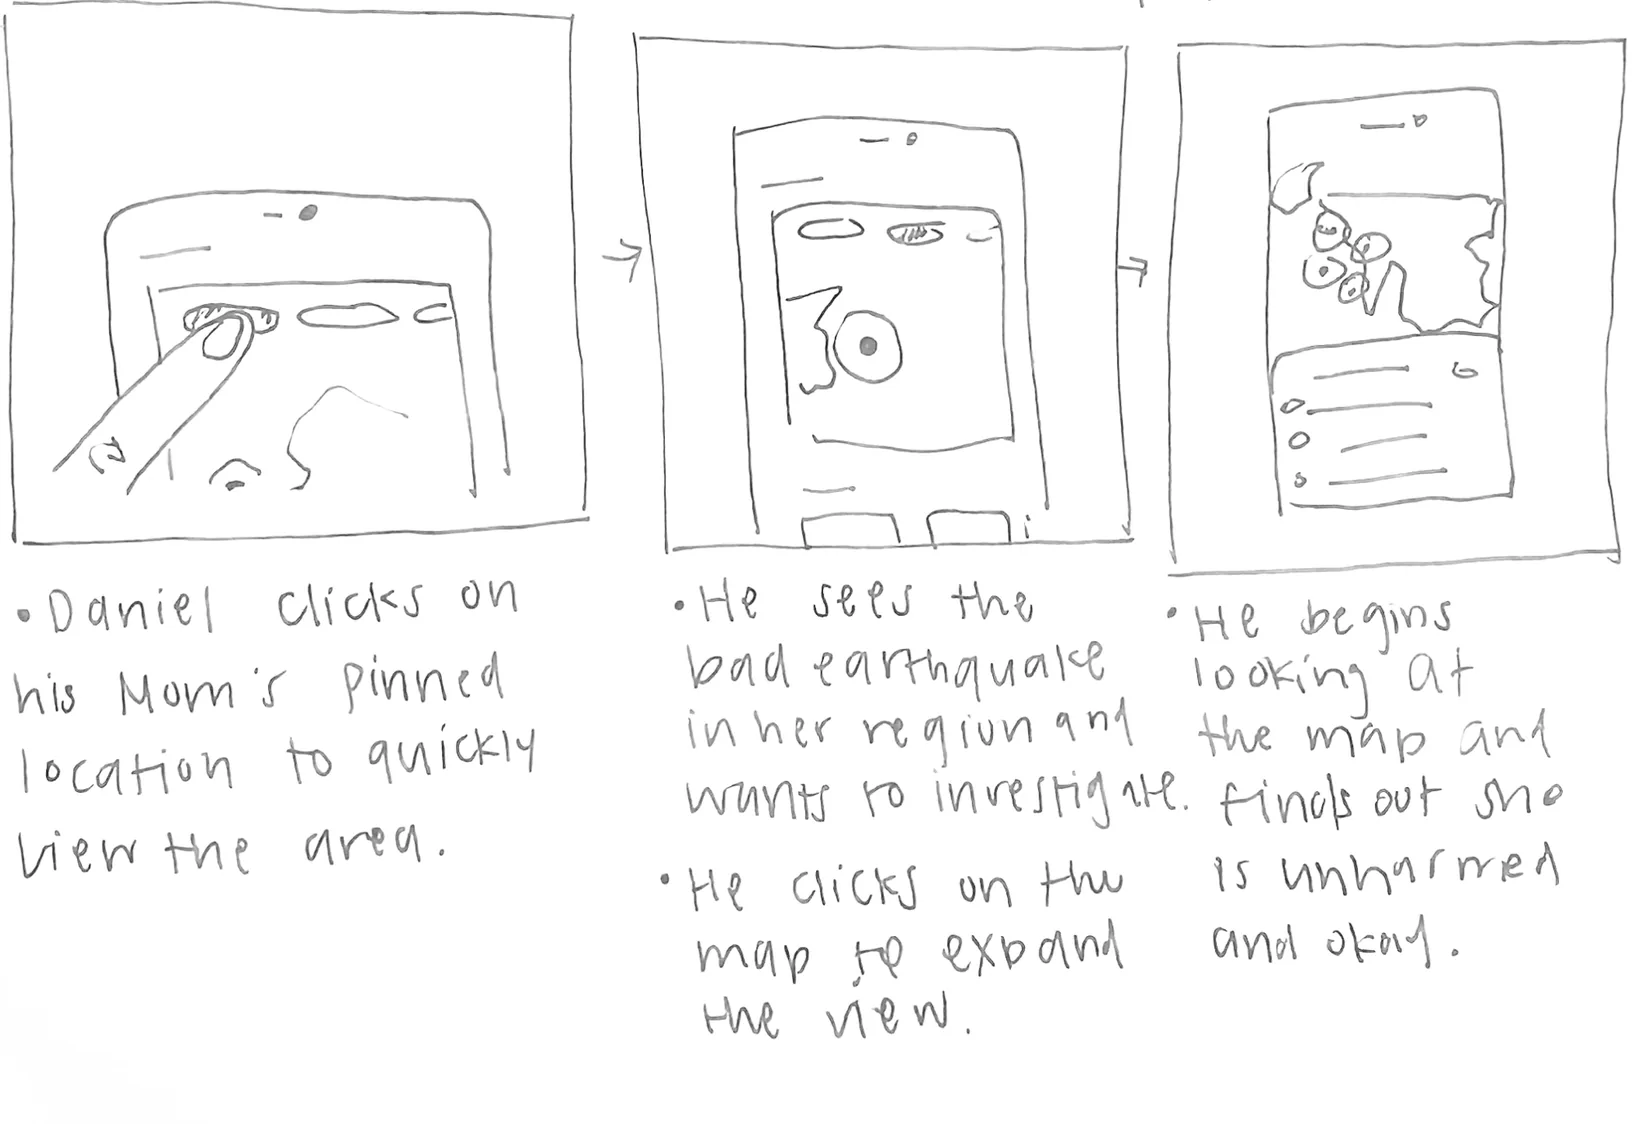 • Daniel clicks on
his Mom's pinned
location to quickly
view the area.
• He sees the
bad earthquake
in her region and
wants to investigate.
• He clicks on the
map to expand
the view.
• He begins
looking at
the map and
finds out she
is unharmed
and okay.